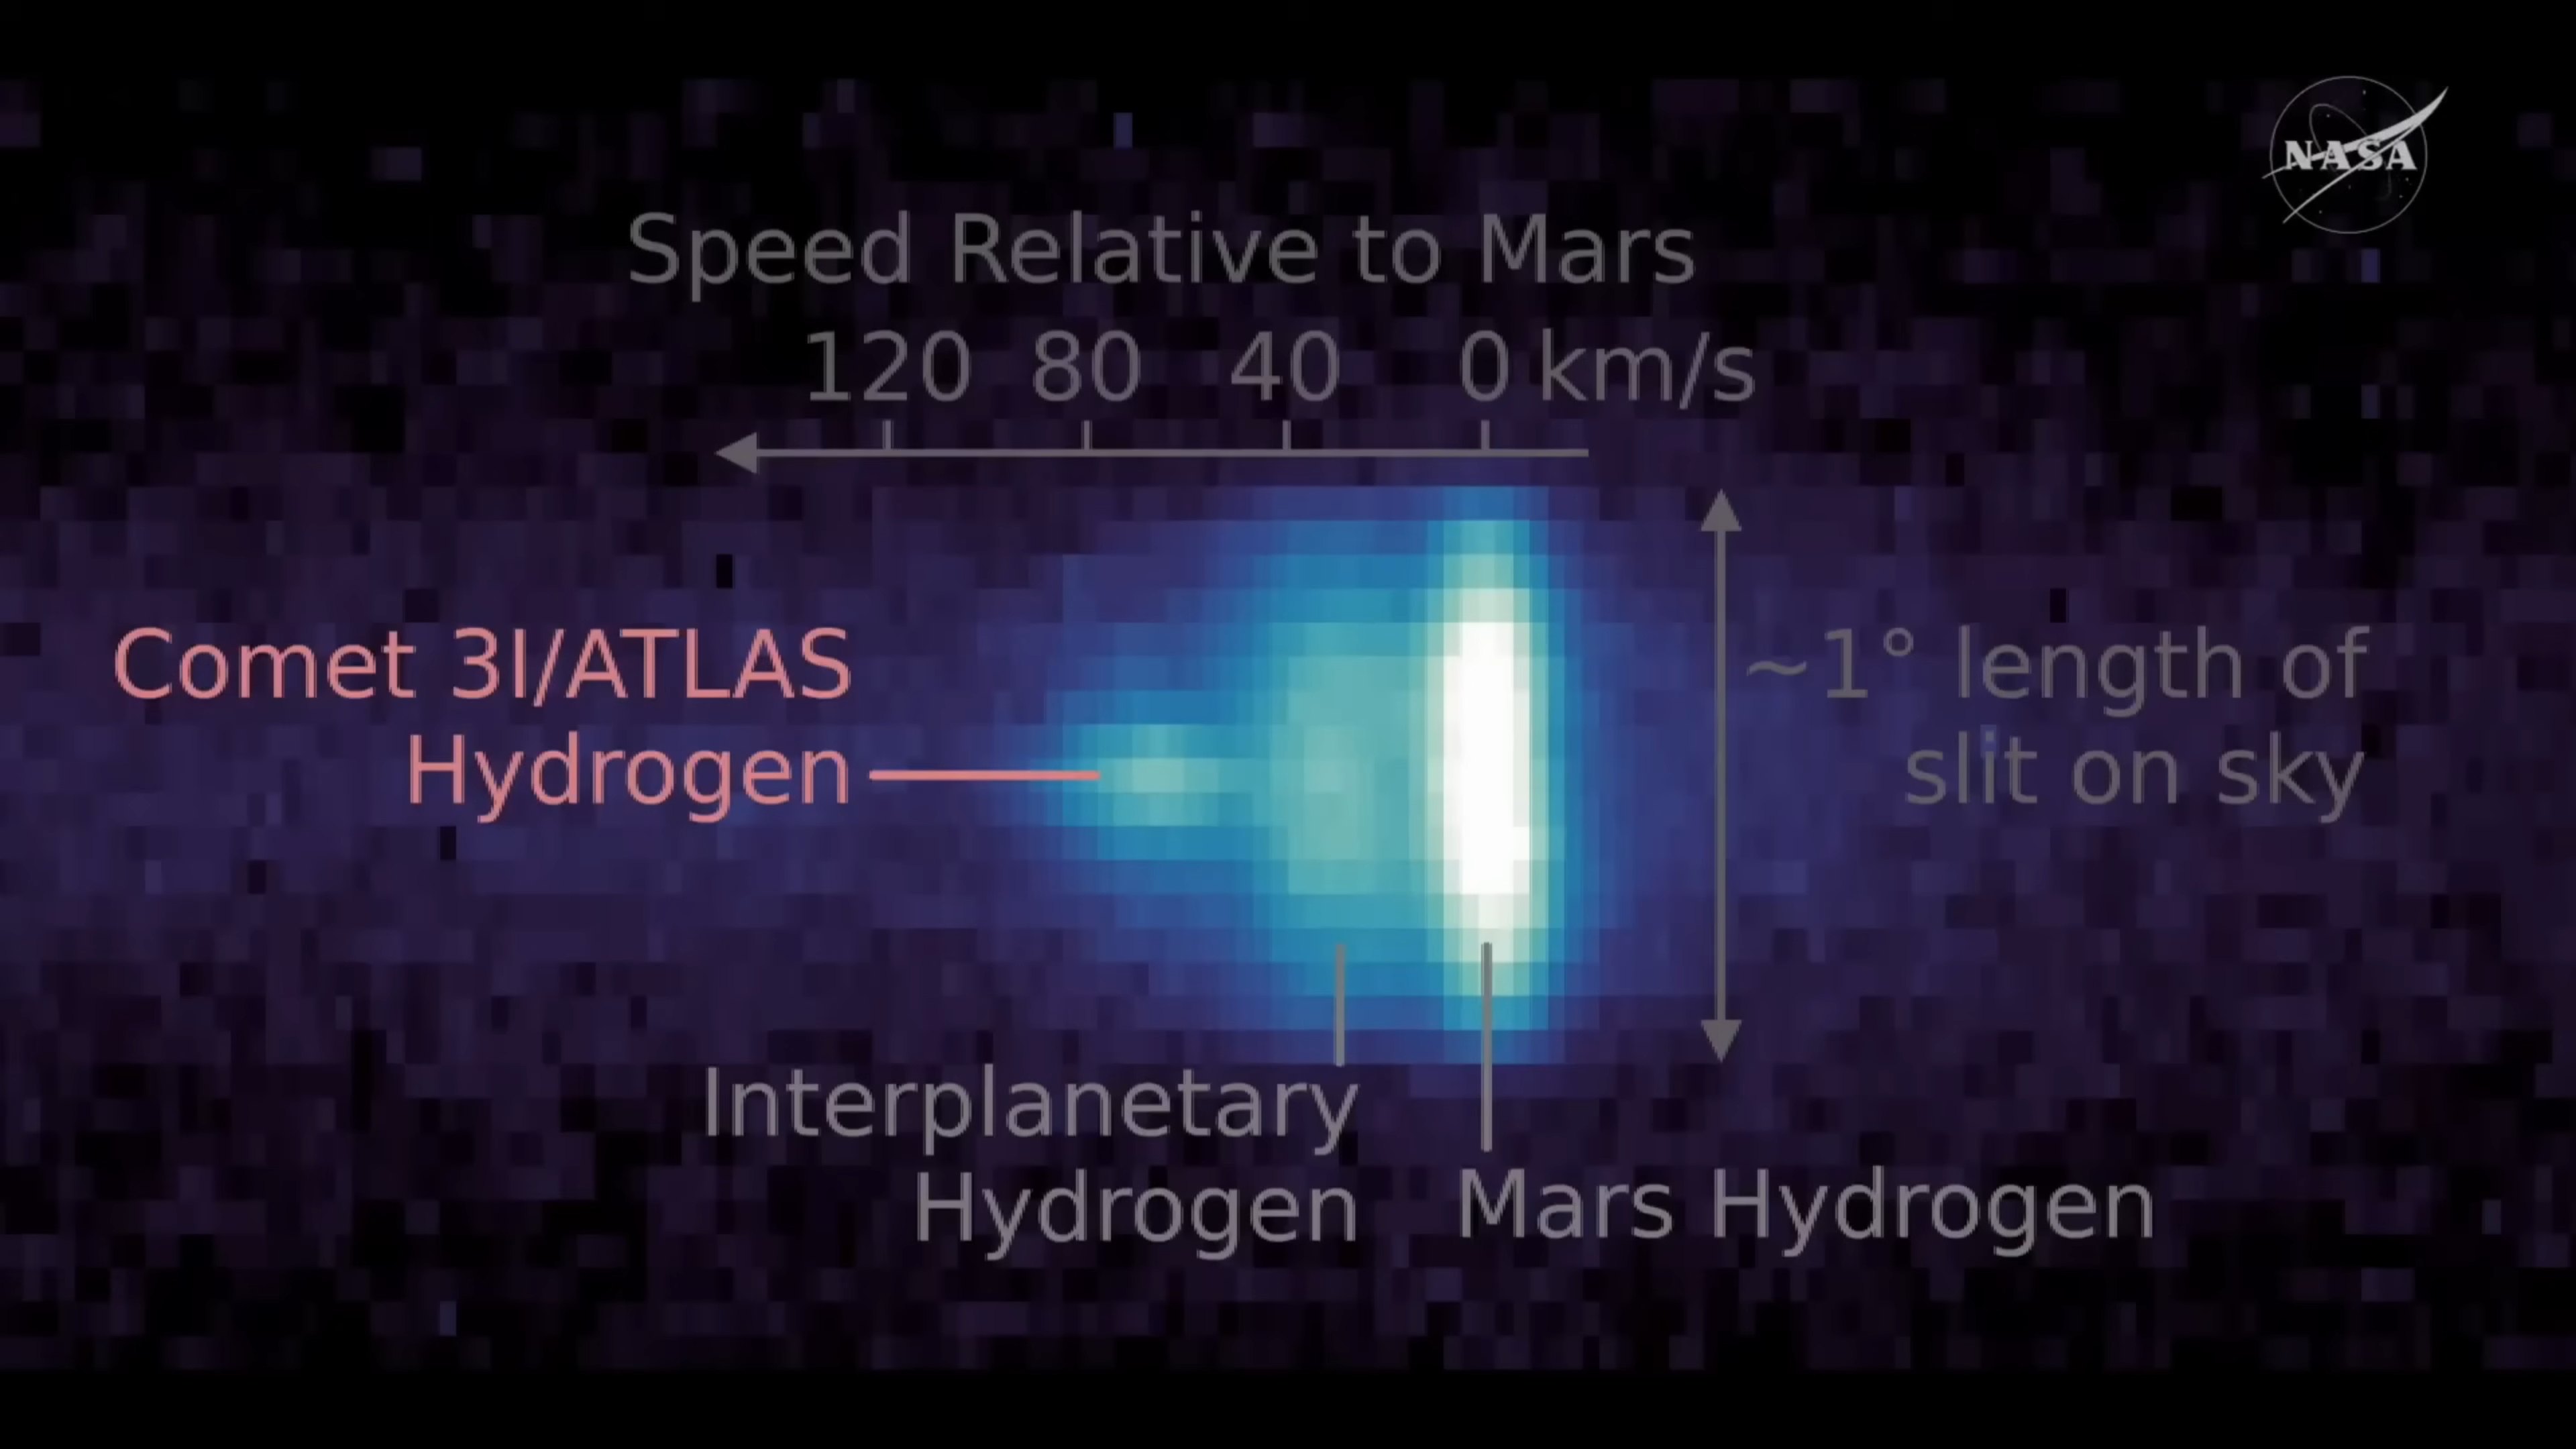 NASA
Speed Relative to Mars
120 80 40 0 km/s
Comet 3I/ATLAS
Hydrogen
~1° length of
slit on sky
Interplanetary
Hydrogen
Mars Hydrogen